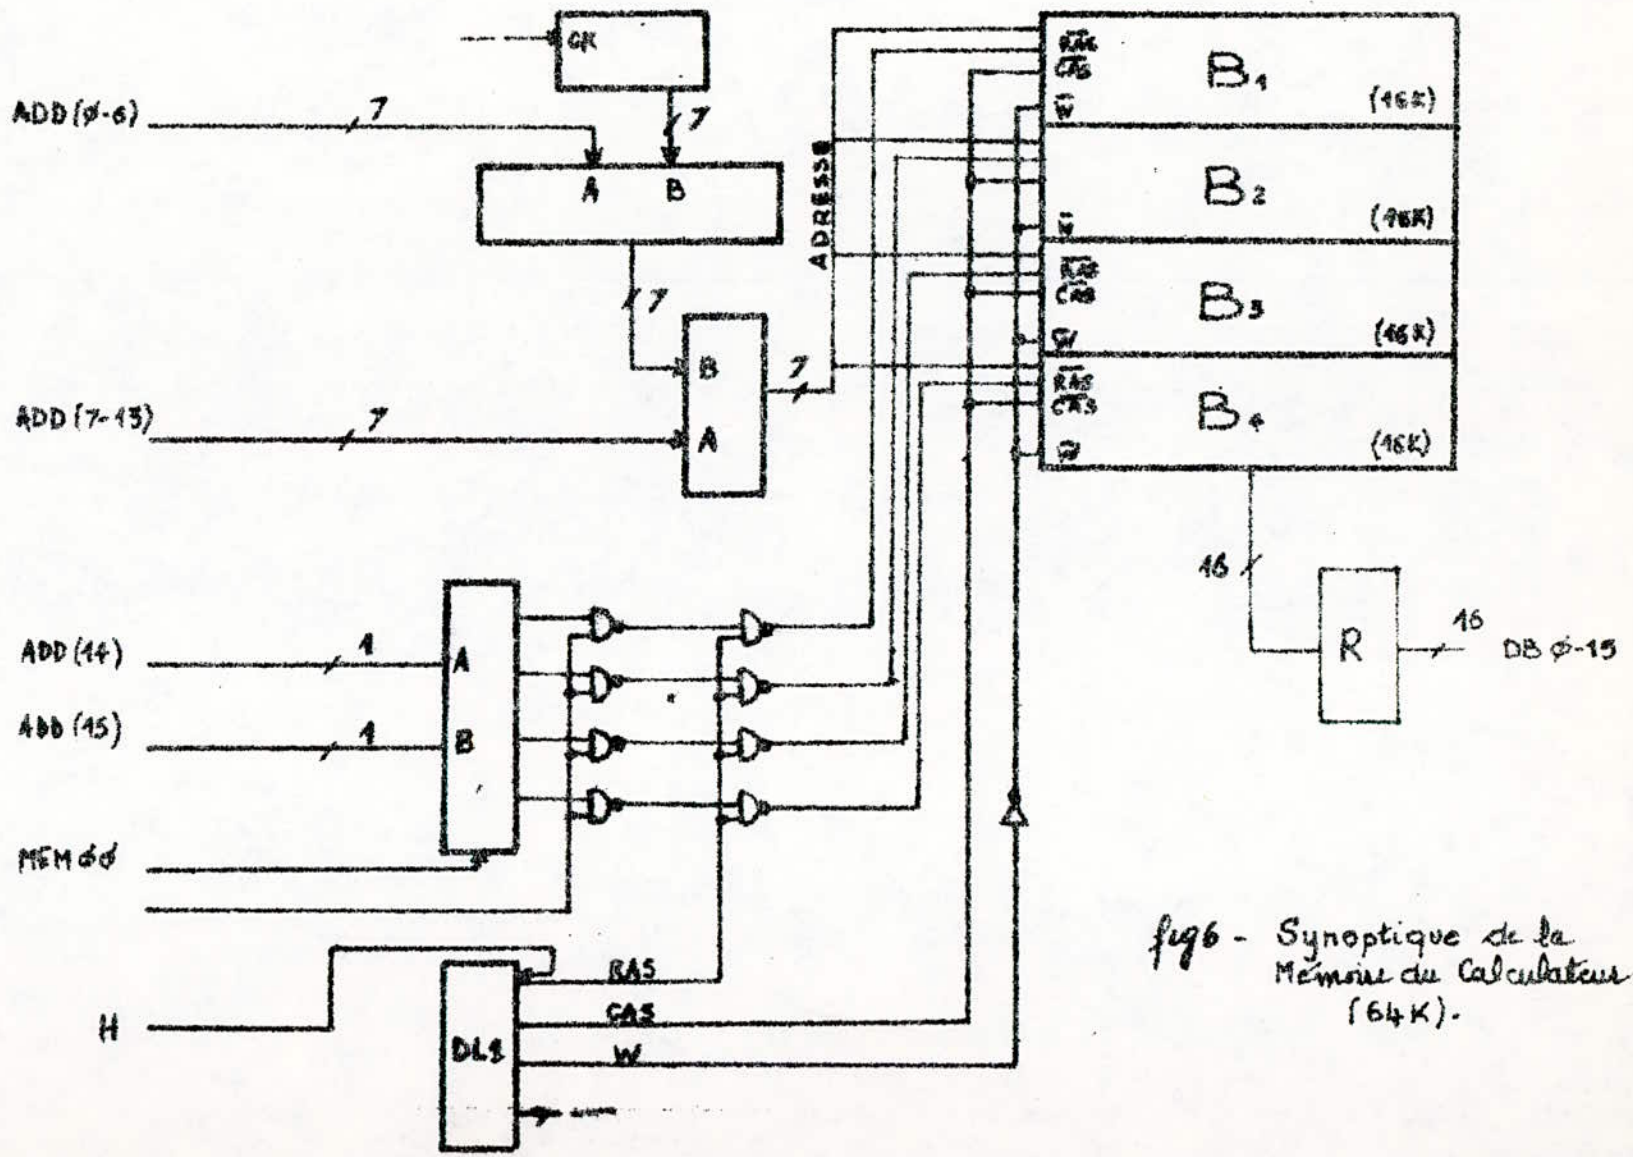 CK
ADD (ø-6)
7
7
A
B
7
B
A
7
ADRESSE
ADD (7-13)
7
RAS
CAS
W
B1
(16K)
W
B2
(16K)
RAS
CAS
W
B3
(16K)
RAS
CAS
W
B4
(16K)
16
R
16
DB ø-15
ADD (14)
1
A
ADD (15)
1
B
MEM øø
H
RAS
CAS
W
fig 6 - Synoptique de la
Mémoire du Calculateur
(64K).